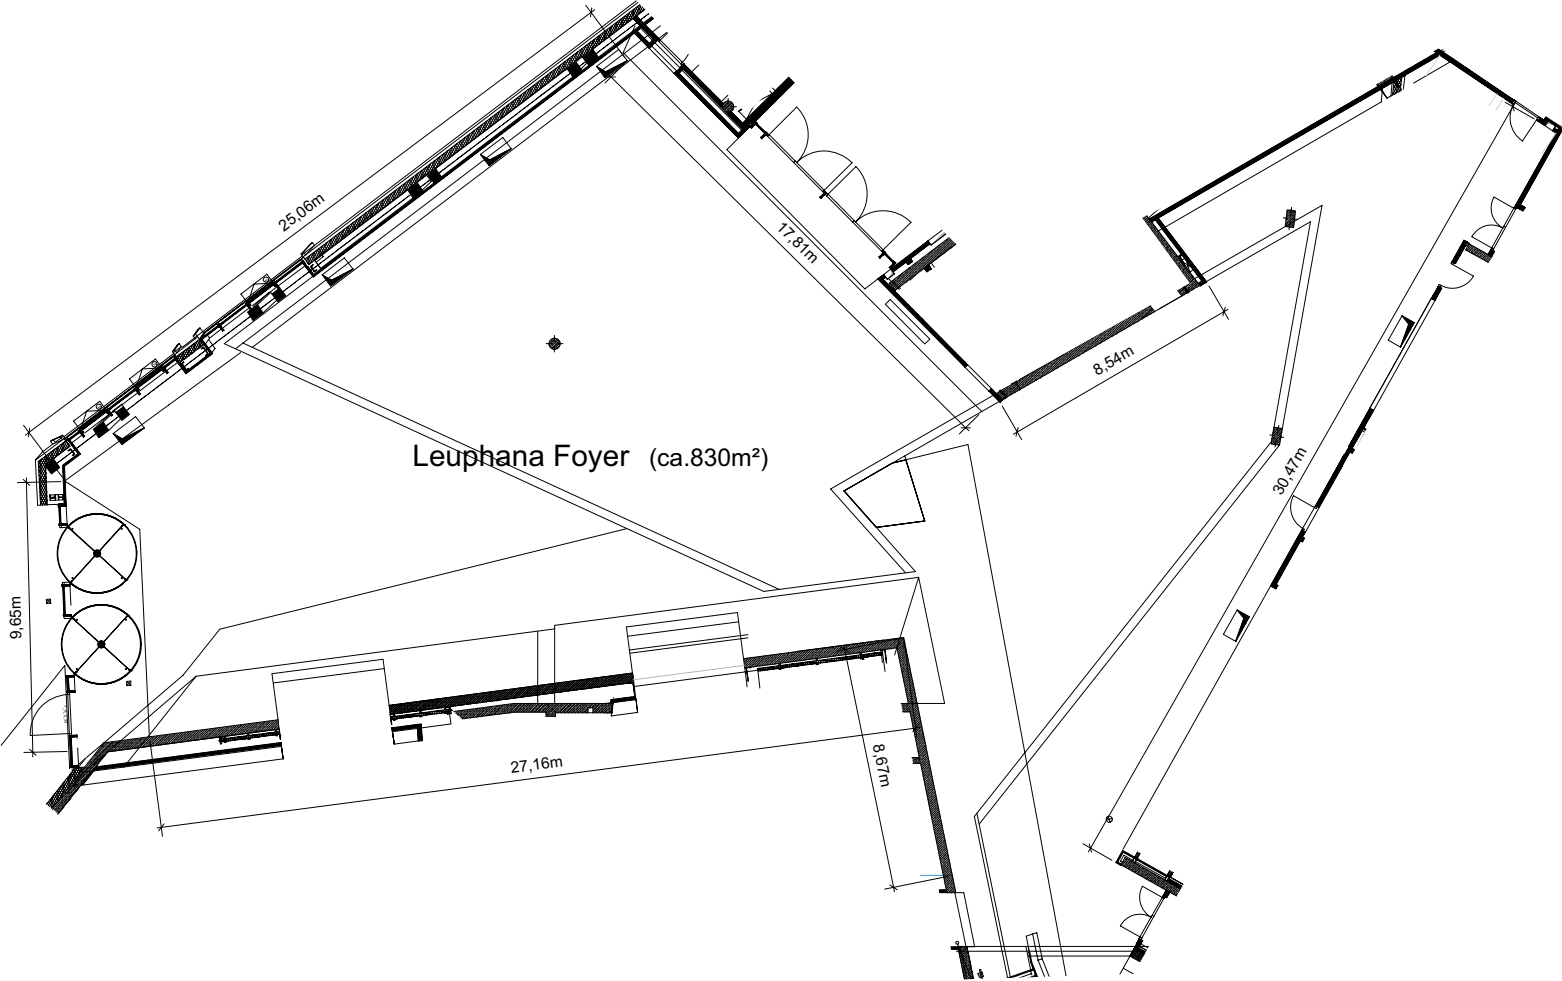 25,06m
17,81m
8,54m
Leuphana Foyer (ca.830m²)
30,47m
9,65m
27,16m
8,67m